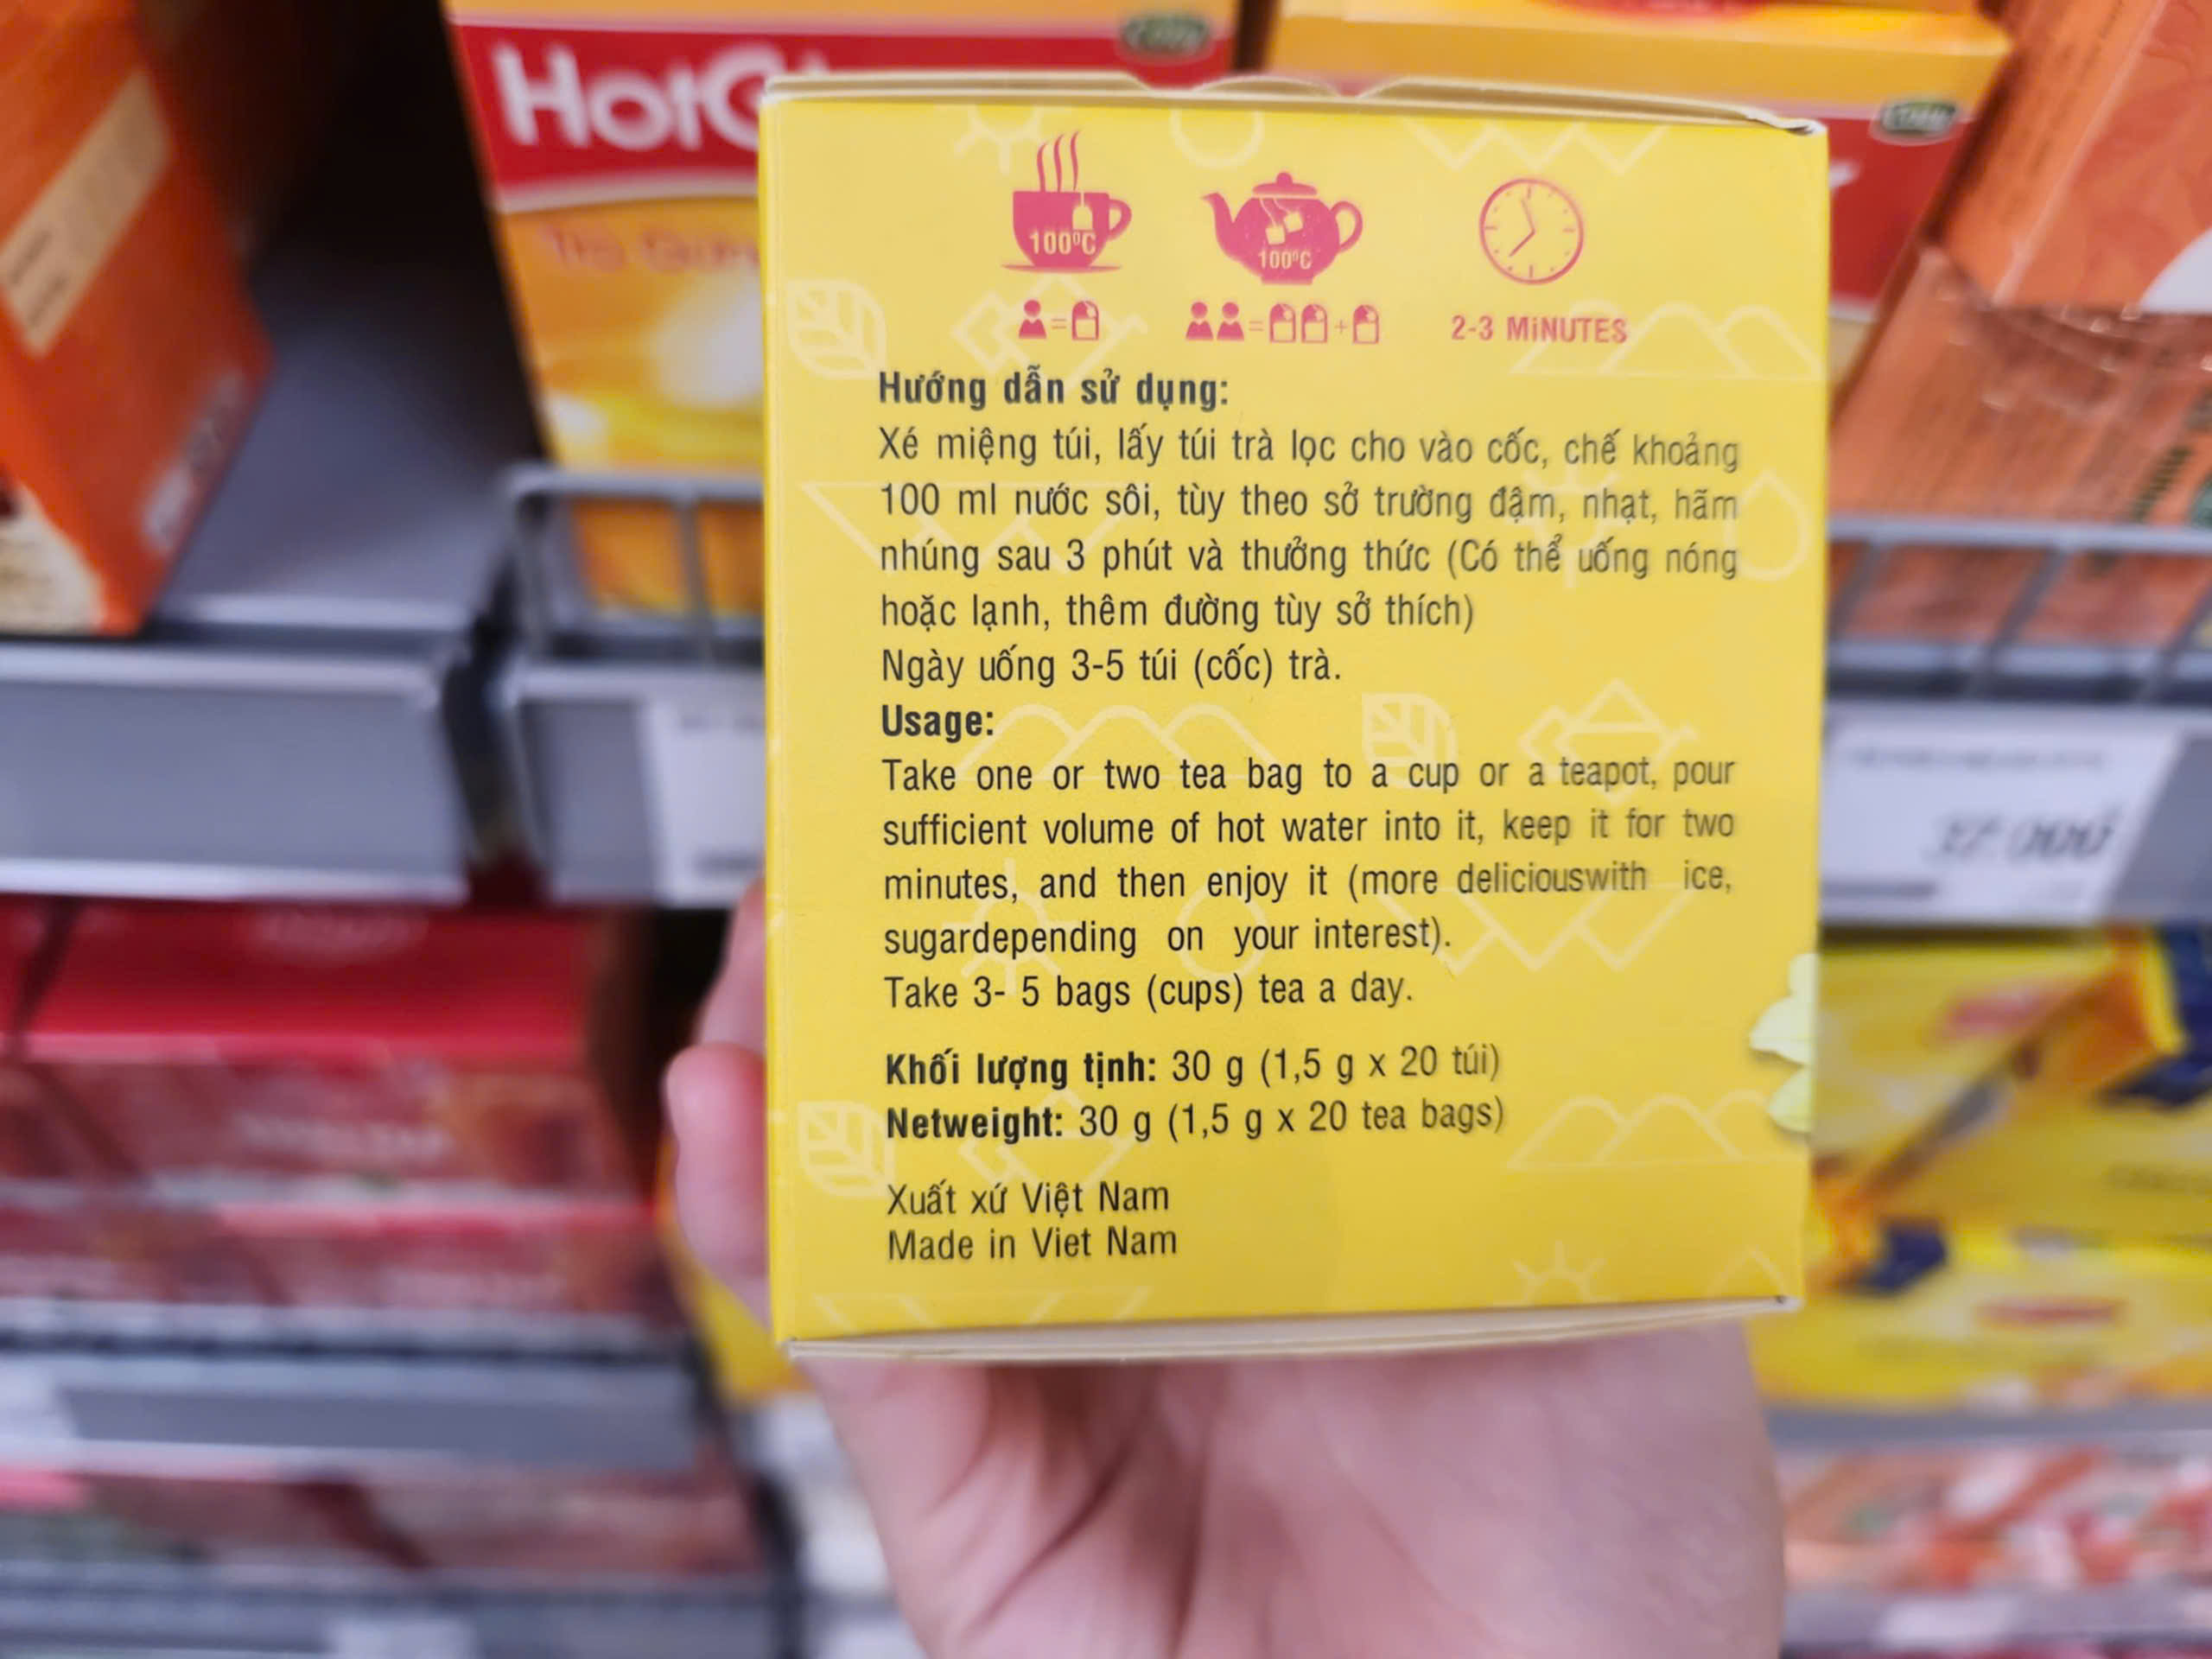 HotC
100°C
100°C
2-3 MiNUTES
Hướng dẫn sử dụng:
Xé miệng túi, lấy túi trà lọc cho vào cốc, chế khoảng
100 ml nước sôi, tùy theo sở trường đậm, nhạt, hãm
nhúng sau 3 phút và thưởng thức (Có thể uống nóng
hoặc lạnh, thêm đường tùy sở thích)
Ngày uống 3-5 túi (cốc) trà.
Usage:
Take one or two tea bag to a cup or a teapot, pour
sufficient volume of hot water into it, keep it for two
minutes, and then enjoy it (more deliciouswith ice,
sugardepending on your interest).
Take 3- 5 bags (cups) tea a day.
Khối lượng tịnh: 30 g (1,5 g x 20 túi)
Netweight: 30 g (1,5 g x 20 tea bags)
Xuất xứ Việt Nam
Made in Viet Nam